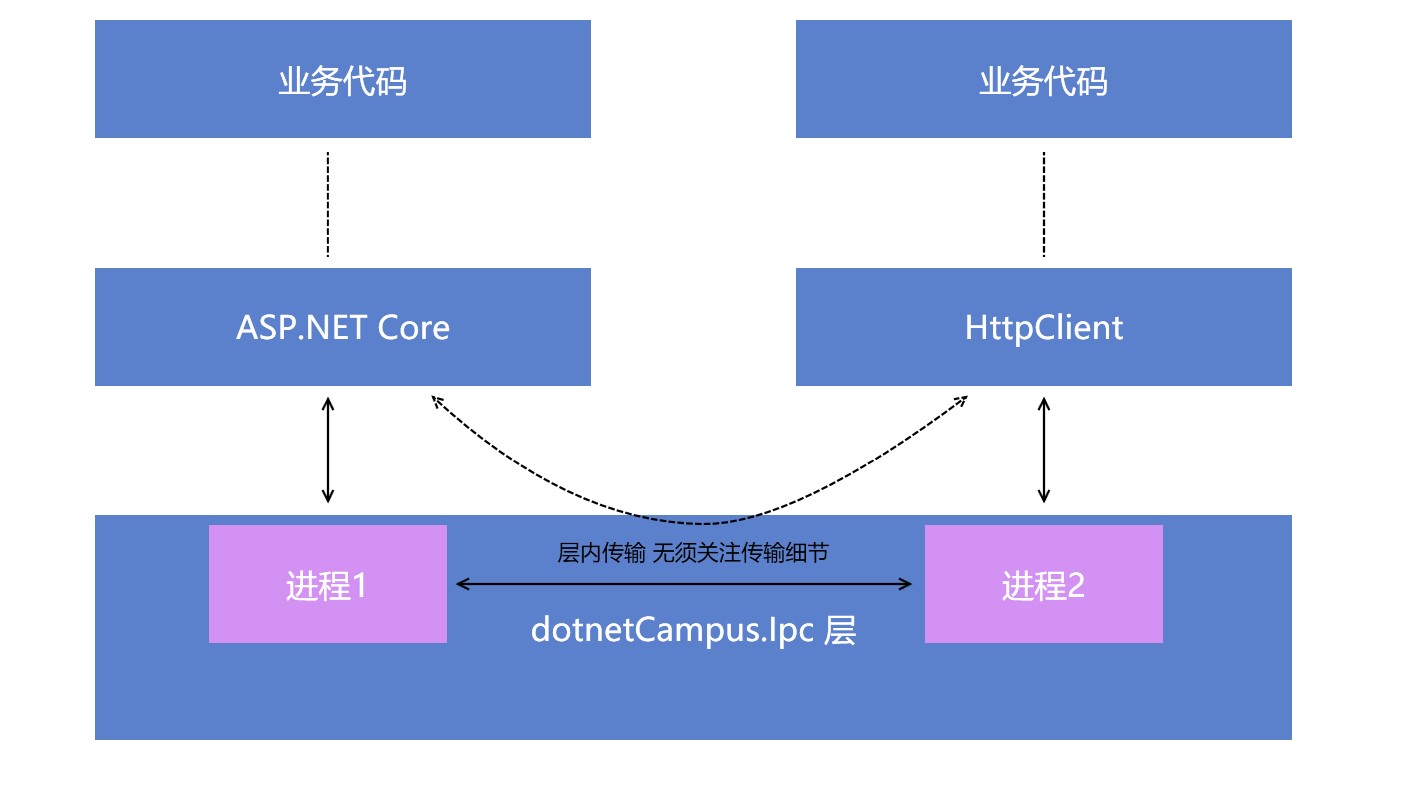 业务代码
业务代码
ASP.NET Core
HttpClient
层内传输 无须关注传输细节
进程1
进程2
dotnetCampus.Ipc 层